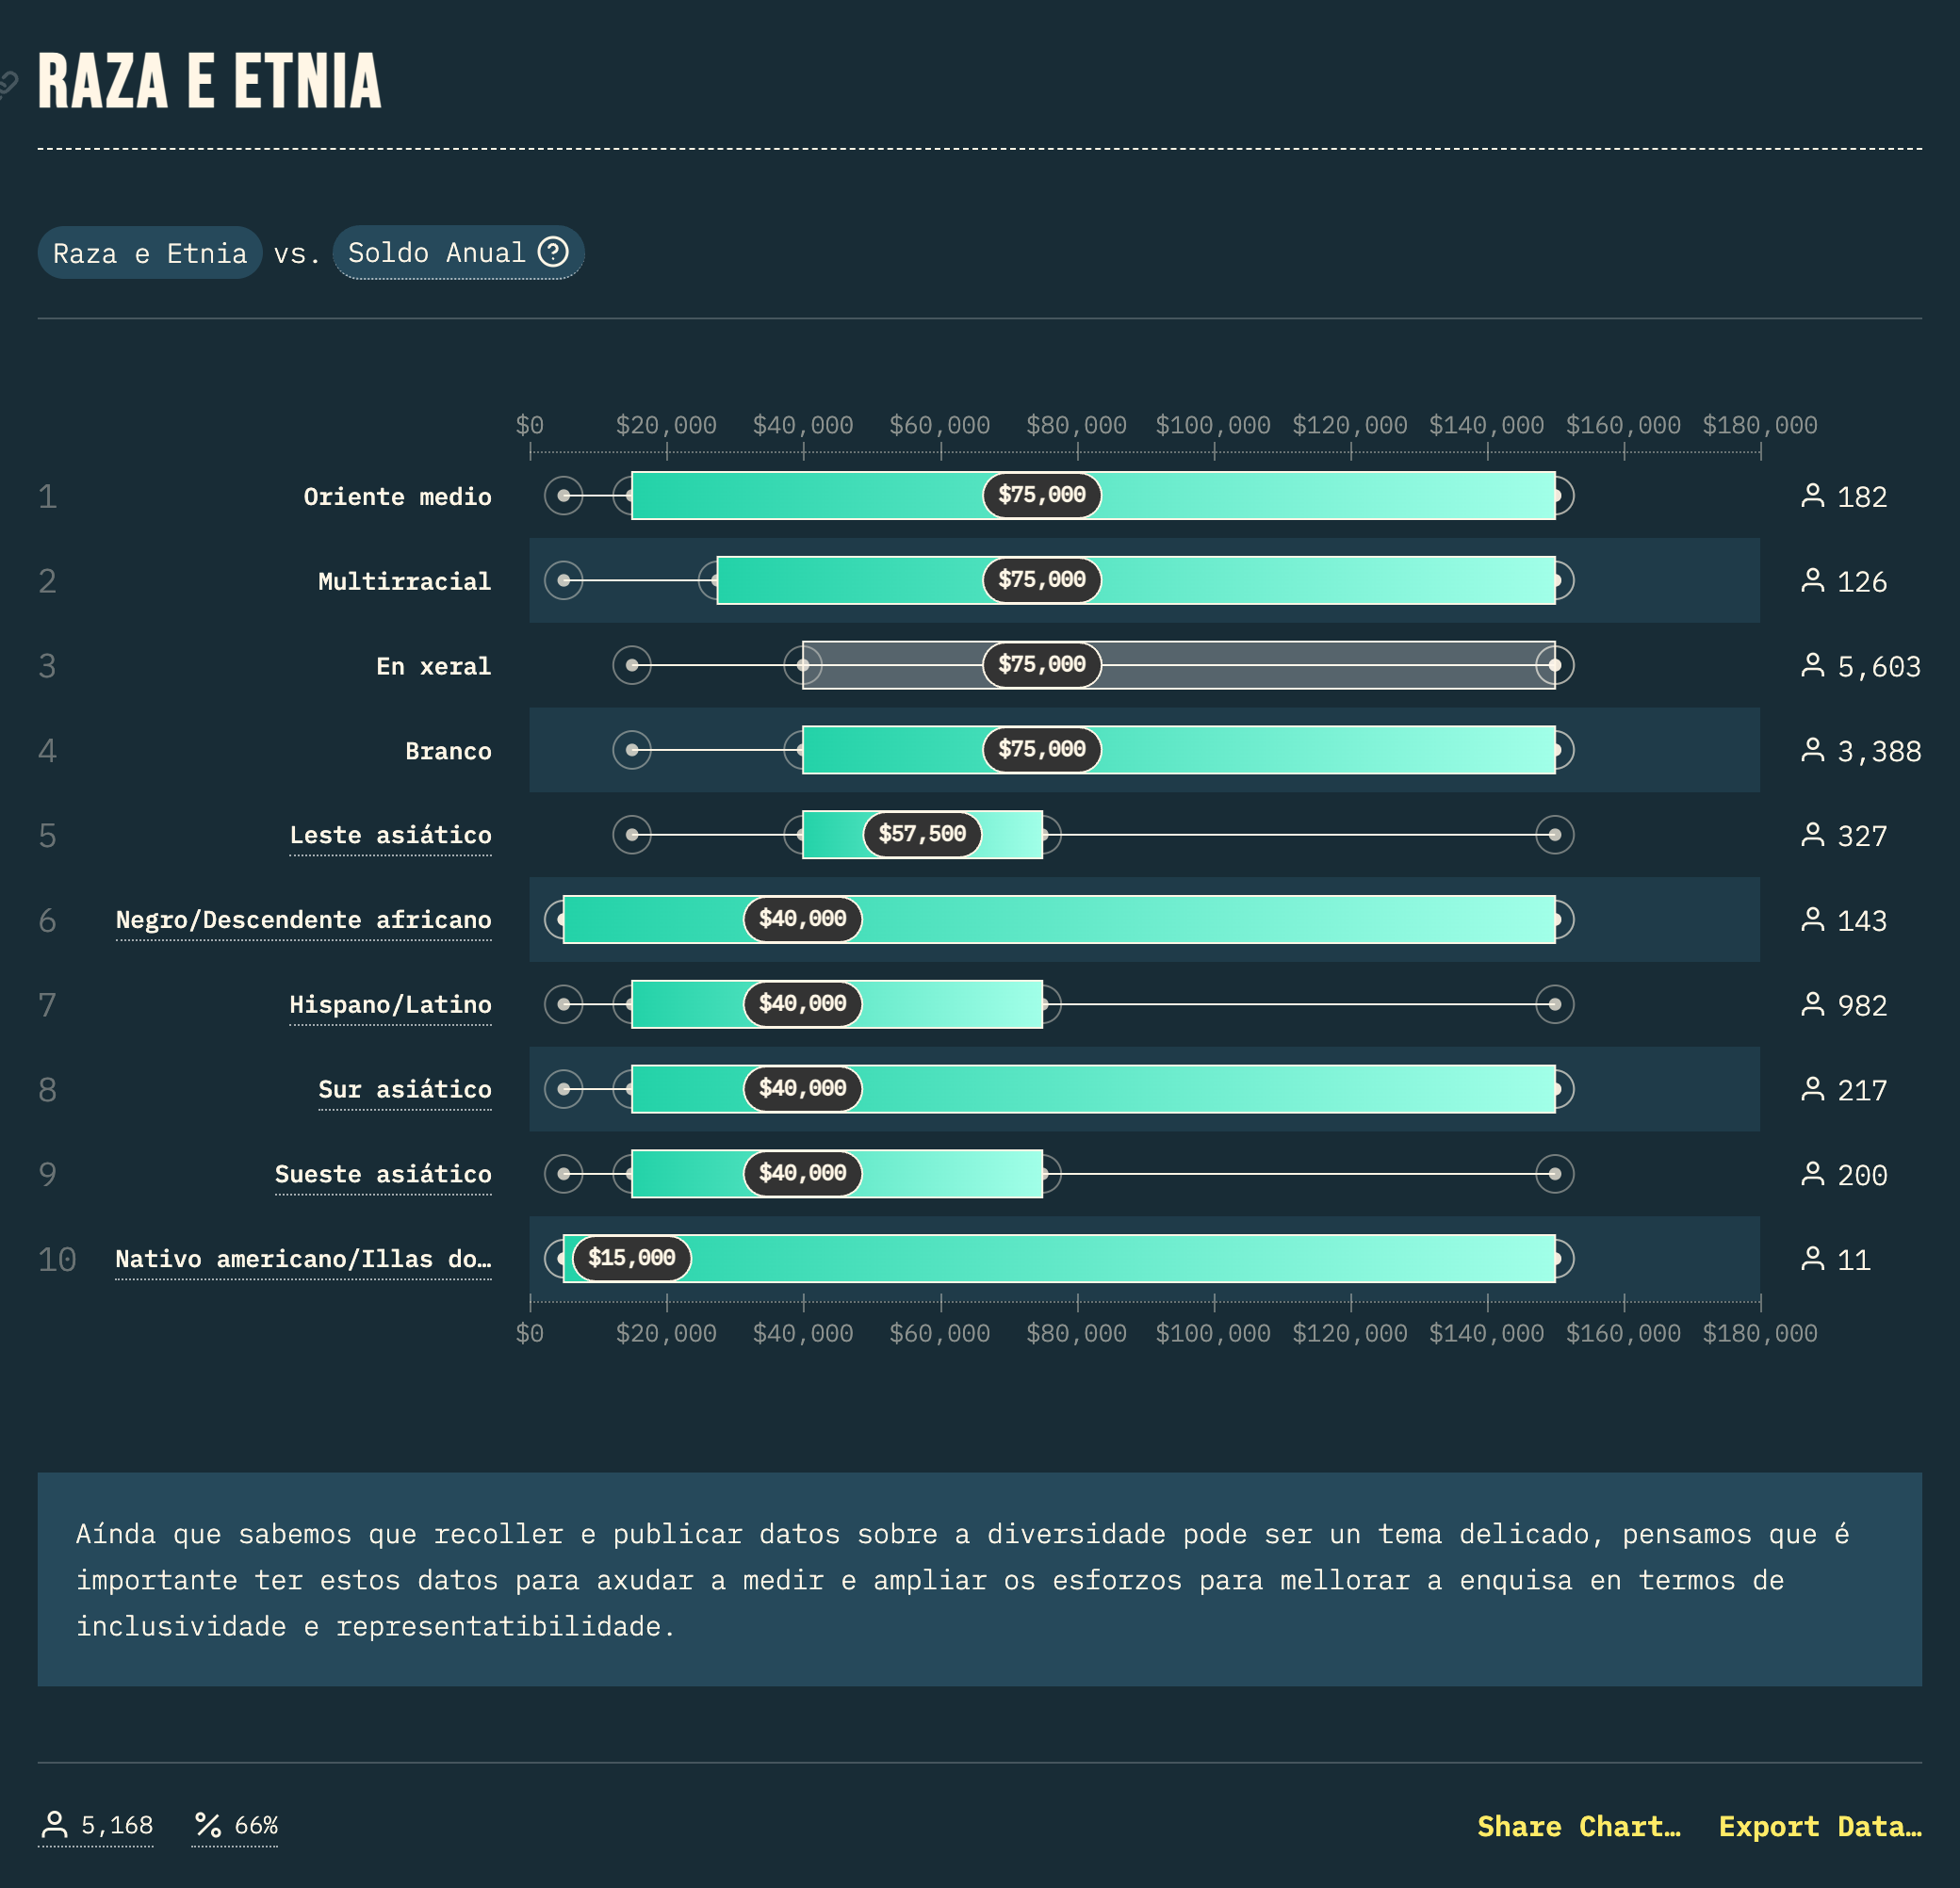 RAZA E ETNIA
Raza e Etnia vs. Soldo Anual ?
$0 $20,000 $40,000 $60,000 $80,000 $100,000 $120,000 $140,000 $160,000 $180,000
1 Oriente medio $75,000 182
2 Multirracial $75,000 126
3 En xeral $75,000 5,603
4 Branco $75,000 3,388
5 Leste asiático $57,500 327
6 Negro/Descendente africano $40,000 143
7 Hispano/Latino $40,000 982
8 Sur asiático $40,000 217
9 Sueste asiático $40,000 200
10 Nativo americano/Illas do… $15,000 11
$0 $20,000 $40,000 $60,000 $80,000 $100,000 $120,000 $140,000 $160,000 $180,000
Aínda que sabemos que recoller e publicar datos sobre a diversidade pode ser un tema delicado, pensamos que é
importante ter estos datos para axudar a medir e ampliar os esforzos para mellorar a enquisa en termos de
inclusividade e representatibilidade.
5,168 % 66% Share Chart… Export Data…